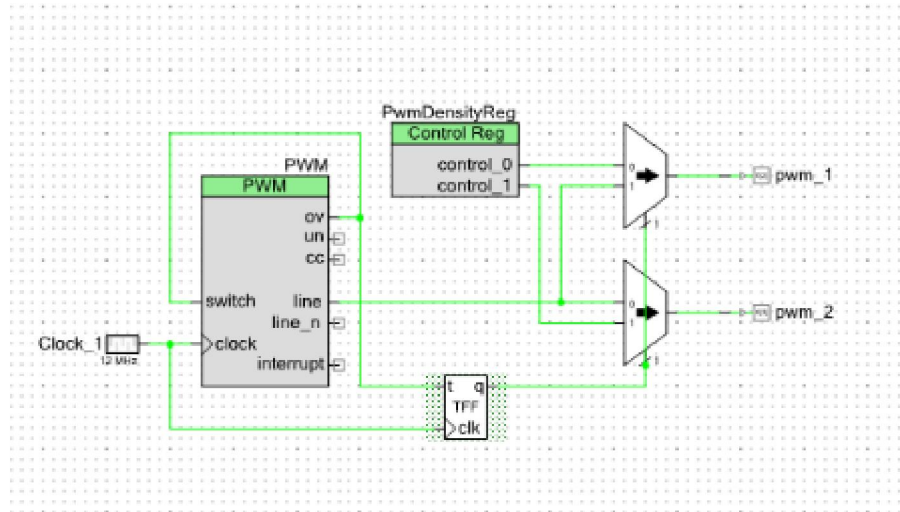 PwmDensityReg
Control Reg
control_0
control_1
0
1
1
pwm_1
PWM
PWM
ov
un
cc
switch
line
line_n
clock
interrupt
Clock_1
12 MHz
0
1
1
pwm_2
t q
TFF
clk